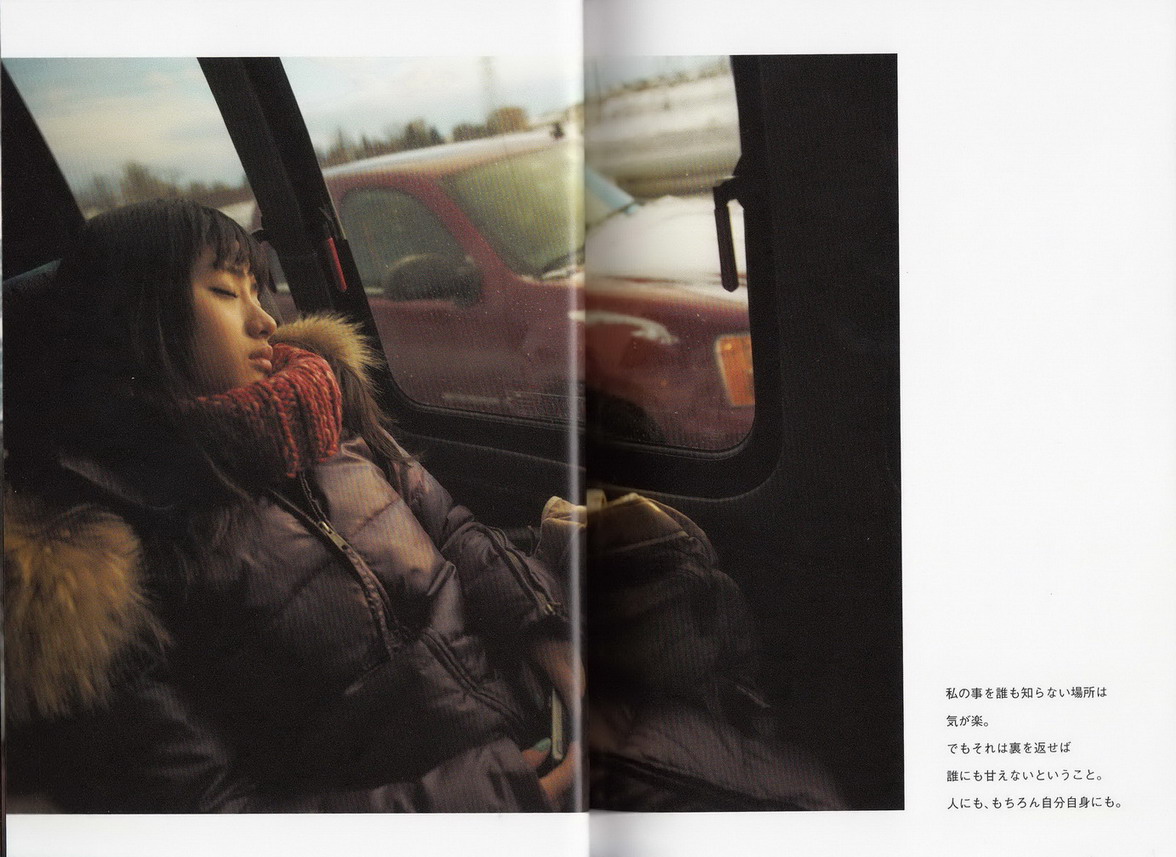 私の事を誰も知らない場所は
気が楽。
でもそれは裏を返せば
誰にも甘えないということ。
人にも、もちろん自分自身にも。